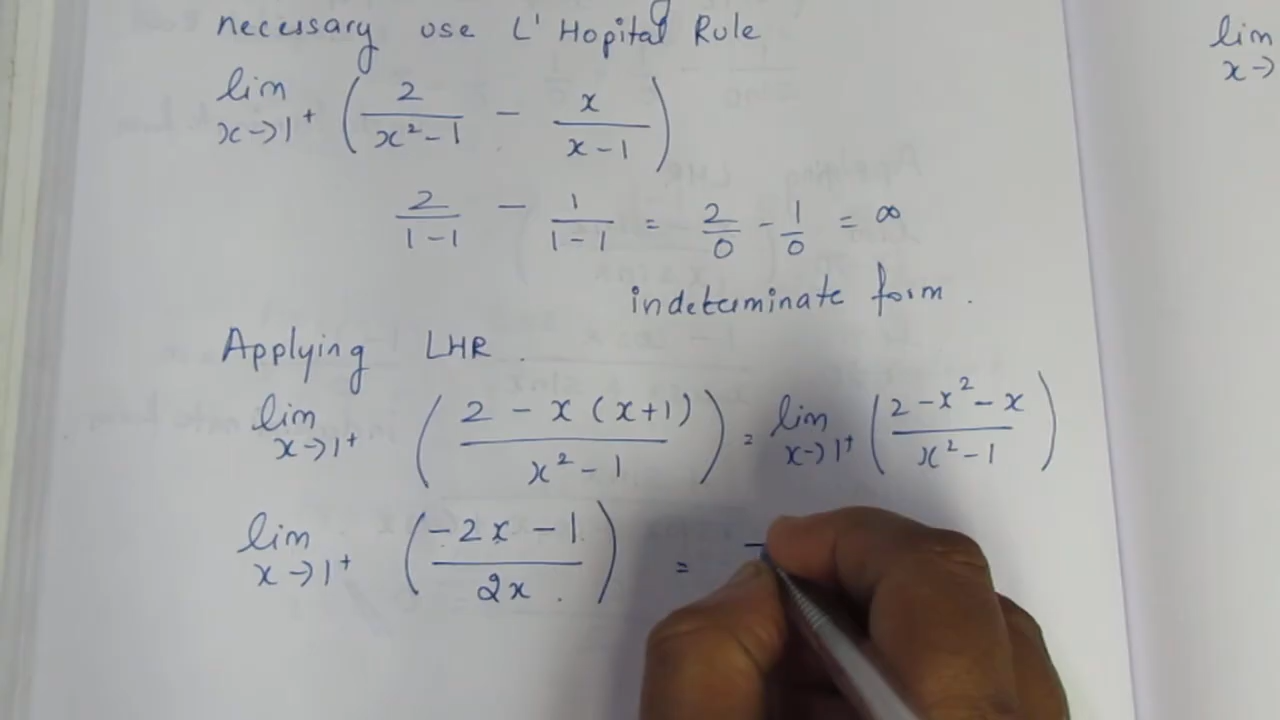 necessary use L' Hopital Rule
lim x→1⁺ (2/(x²-1) - x/(x-1))
2/(1-1) - 1/(1-1) = 2/0 - 1/0 = ∞
indeterminate form.
Applying LHR.
lim x→1⁺ ((2 - x(x+1))/(x²-1)) = lim x→1⁺ ((2-x²-x)/(x²-1))
lim x→1⁺ ((-2x-1)/(2x)) = -
lim
x→